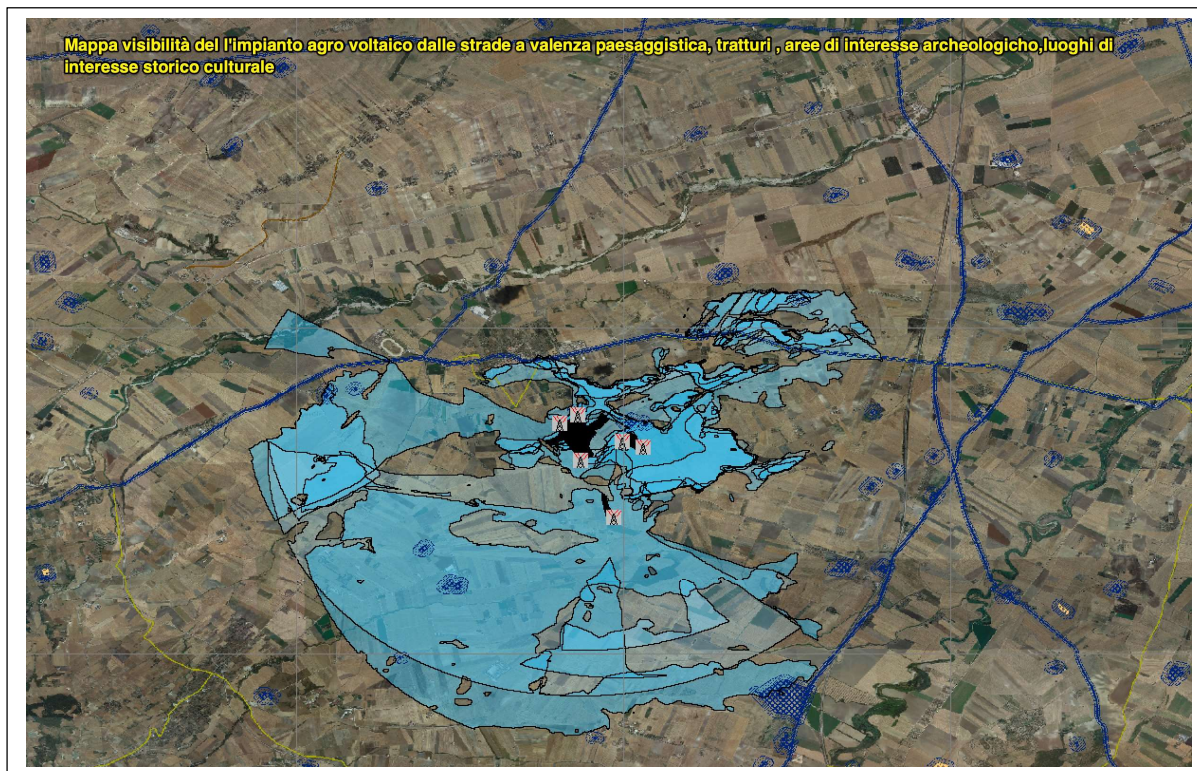 Mappa visibilità del l'impianto agro voltaico dalle strade a valenza paesaggistica, tratturi , aree di interesse archeologicho,luoghi di
interesse storico culturale